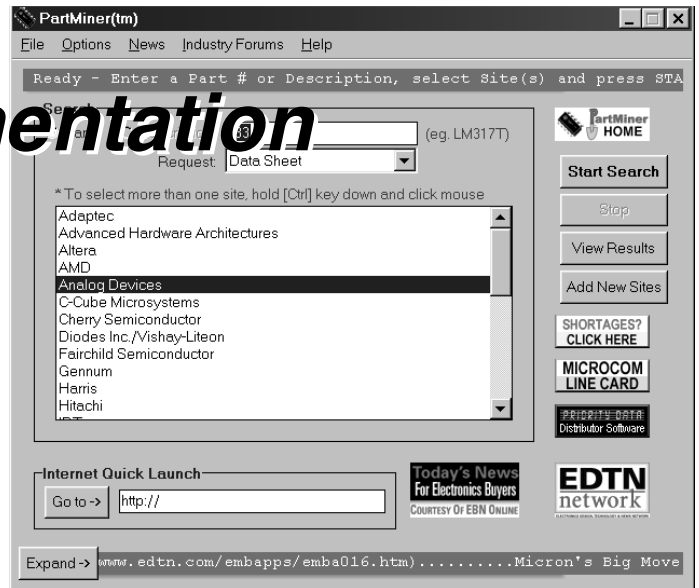 PartMiner(tm)
File Options News Industry Forums Help
Ready - Enter a Part # or Description, select Site(s) and press STA
mentation
Search
(eg. LM317T)
PartMiner HOME
Request: Data Sheet
Start Search
* To select more than one site, hold [Ctrl] key down and click mouse
Stop
Adaptec
Advanced Hardware Architectures
Altera
AMD
Analog Devices
C-Cube Microsystems
Cherry Semiconductor
Diodes Inc./Vishay-Liteon
Fairchild Semiconductor
Gennum
Harris
Hitachi
View Results
Add New Sites
SHORTAGES?
CLICK HERE
MICROCOM
LINE CARD
PRIORITY DATA
Distributor Software
Internet Quick Launch
Go to -> http://
Today's News
For Electronics Buyers
COURTESY OF EBN ONLINE
EDTN
network
Expand -> www.edtn.com/embapps/emba016.htm)..........Micron's Big Move